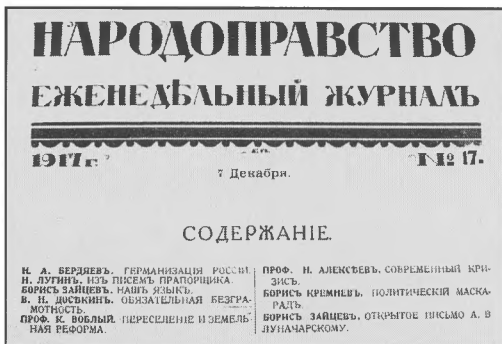 НАРОДОПРАВСТВО
ЕЖЕНЕДѢЛЬНЫЙ ЖУРНАЛЪ
1917 г. № 17.
7 Декабря.
СОДЕРЖАНІЕ.
Н. А. БЕРДЯЕВЪ. ГЕРМАНИЗАЦІЯ РОССІИ.
Н. ЛУГИНЪ. ИЗЪ ПИСЕМЪ ПРАПОРЩИКА.
БОРИСЪ ЗАЙЦЕВЪ. НАШЪ ЯЗЫКЪ.
В. Н. ДОСѢКИНЪ. ОБЯЗАТЕЛЬНАЯ БЕЗГРА-
МОТНОСТЬ.
ПРОФ. К. ВОБЛЫЙ. ПЕРЕСЕЛЕНІЕ И ЗЕМЕЛЬ-
НАЯ РЕФОРМА.
ПРОФ. Н. АЛЕКСѢЕВЪ. СОВРЕМЕННЫЙ КРИ-
ЗИСЪ.
БОРИСЪ КРЕМНЕВЪ. ПОЛИТИЧЕСКІЙ МАСКА-
РАДЪ.
БОРИСЪ ЗАЙЦЕВЪ. ОТКРЫТОЕ ПИСЬМО А. В
ЛУНАЧАРСКОМУ.